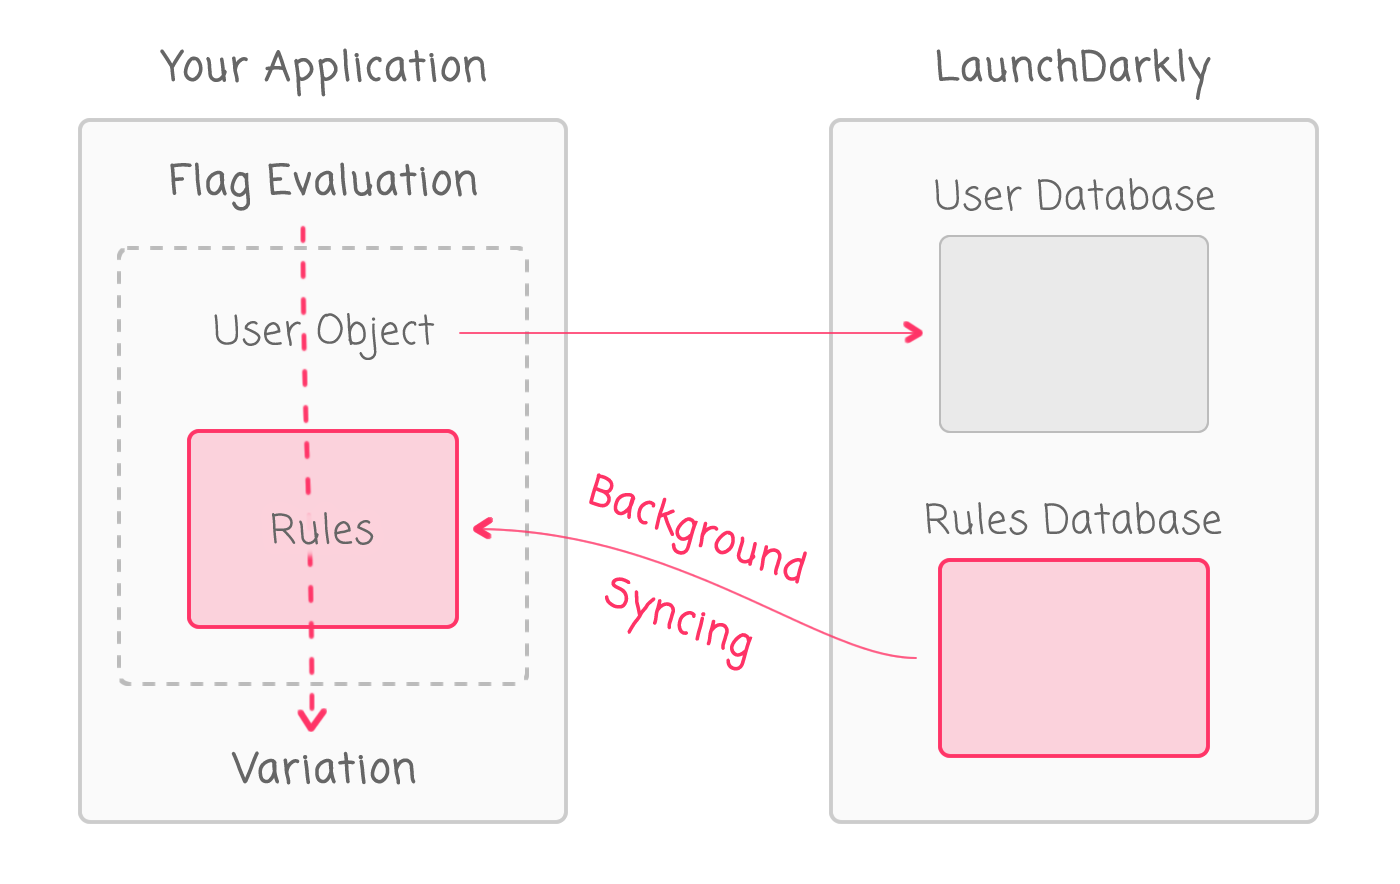 Your Application
Flag Evaluation
User Object
Rules
Variation
Background
Syncing
LaunchDarkly
User Database
Rules Database